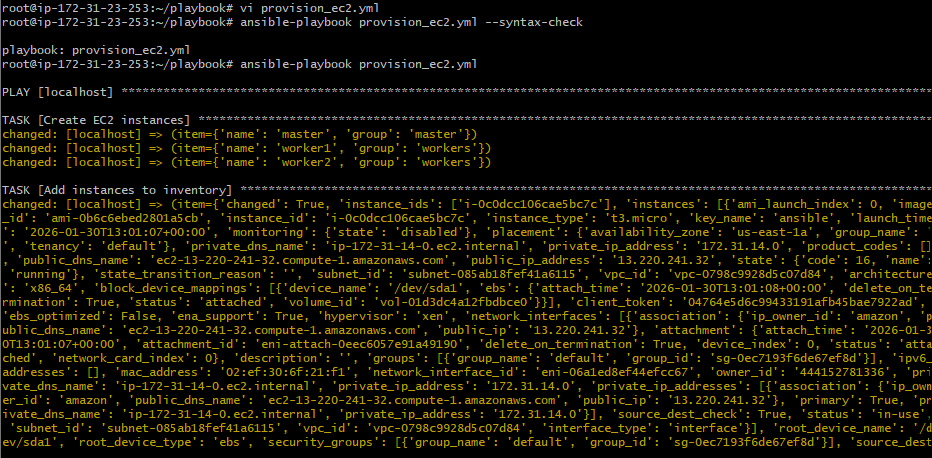 root@ip-172-31-23-253:~/playbook# vi provision_ec2.yml
root@ip-172-31-23-253:~/playbook# ansible-playbook provision_ec2.yml --syntax-check
playbook: provision_ec2.yml
root@ip-172-31-23-253:~/playbook# ansible-playbook provision_ec2.yml
PLAY [localhost] ********************************************************************************************************************
TASK [Create EC2 instances] *********************************************************************************************************
changed: [localhost] => (item={'name': 'master', 'group': 'master'})
changed: [localhost] => (item={'name': 'worker1', 'group': 'workers'})
changed: [localhost] => (item={'name': 'worker2', 'group': 'workers'})
TASK [Add instances to inventory] ***************************************************************************************************
changed: [localhost] => (item={'changed': True, 'instance_ids': ['i-0c0dcc106cae5bc7c'], 'instances': [{'ami_launch_index': 0, 'image
_id': 'ami-0b6c6ebed2801a5cb', 'instance_id': 'i-0c0dcc106cae5bc7c', 'instance_type': 't3.micro', 'key_name': 'ansible', 'launch_time
': '2026-01-30T13:01:07+00:00', 'monitoring': {'state': 'disabled'}, 'placement': {'availability_zone': 'us-east-1a', 'group_name': '
', 'tenancy': 'default'}, 'private_dns_name': 'ip-172-31-14-0.ec2.internal', 'private_ip_address': '172.31.14.0', 'product_codes': []
, 'public_dns_name': 'ec2-13-220-241-32.compute-1.amazonaws.com', 'public_ip_address': '13.220.241.32', 'state': {'code': 16, 'name':
'running'}, 'state_transition_reason': '', 'subnet_id': 'subnet-085ab18fef41a6115', 'vpc_id': 'vpc-0798c9928d5c07d84', 'architecture
': 'x86_64', 'block_device_mappings': [{'device_name': '/dev/sda1', 'ebs': {'attach_time': '2026-01-30T13:01:08+00:00', 'delete_on_te
rmination': True, 'status': 'attached', 'volume_id': 'vol-01d3dc4a12fbdbce0'}}], 'client_token': '04764e5d6c99433191afb45bae7922ad',
'ebs_optimized': False, 'ena_support': True, 'hypervisor': 'xen', 'network_interfaces': [{'association': {'ip_owner_id': 'amazon', 'p
ublic_dns_name': 'ec2-13-220-241-32.compute-1.amazonaws.com', 'public_ip': '13.220.241.32'}, 'attachment': {'attach_time': '2026-01-3
0T13:01:07+00:00', 'attachment_id': 'eni-attach-0eec6057e91a49190', 'delete_on_termination': True, 'device_index': 0, 'status': 'atta
ched', 'network_card_index': 0}, 'description': '', 'groups': [{'group_name': 'default', 'group_id': 'sg-0ec7193f6de67ef8d'}], 'ipv6_
addresses': [], 'mac_address': '02:ef:30:6f:21:f1', 'network_interface_id': 'eni-06a1ed8ef44efcc67', 'owner_id': '444152781336', 'pri
vate_dns_name': 'ip-172-31-14-0.ec2.internal', 'private_ip_address': '172.31.14.0', 'private_ip_addresses': [{'association': {'ip_own
er_id': 'amazon', 'public_dns_name': 'ec2-13-220-241-32.compute-1.amazonaws.com', 'public_ip': '13.220.241.32'}, 'primary': True, 'pr
ivate_dns_name': 'ip-172-31-14-0.ec2.internal', 'private_ip_address': '172.31.14.0'}], 'source_dest_check': True, 'status': 'in-use',
'subnet_id': 'subnet-085ab18fef41a6115', 'vpc_id': 'vpc-0798c9928d5c07d84', 'interface_type': 'interface'}], 'root_device_name': '/d
ev/sda1', 'root_device_type': 'ebs', 'security_groups': [{'group_name': 'default', 'group_id': 'sg-0ec7193f6de67ef8d'}], 'source_dest